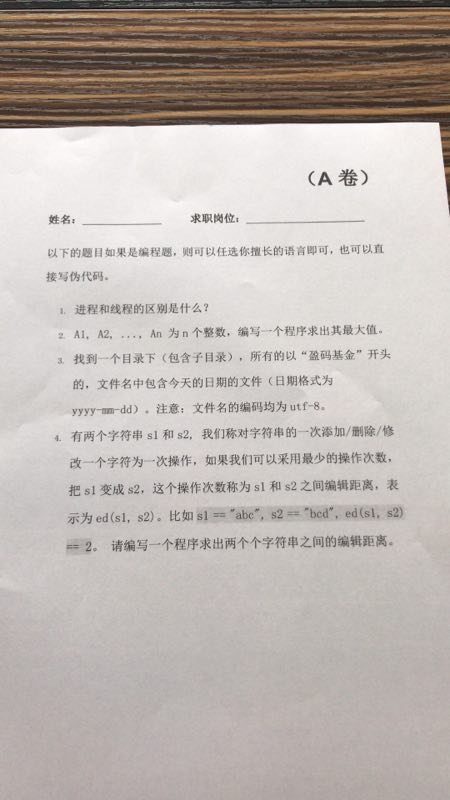 （A 卷）
姓名：____________ 求职岗位：__________________
以下的题目如果是编程题，则可以任选你擅长的语言即可，也可以直
接写伪代码。
1. 进程和线程的区别是什么？
2. A1, A2, ..., An 为 n 个整数，编写一个程序求出其最大值。
3. 找到一个目录下（包含子目录），所有的以“盈码基金”开头
的，文件名中包含今天的日期的文件（日期格式为
yyyy-mm-dd）。注意：文件名的编码均为 utf-8。
4. 有两个字符串 s1 和 s2, 我们称对字符串的一次添加/删除/修
改一个字符为一次操作，如果我们可以采用最少的操作次数，
把 s1 变成 s2，这个操作次数称为 s1 和 s2 之间编辑距离，表
示为 ed(s1, s2)。比如 s1 == "abc", s2 == "bcd", ed(s1, s2)
== 2。 请编写一个程序求出两个个字符串之间的编辑距离。